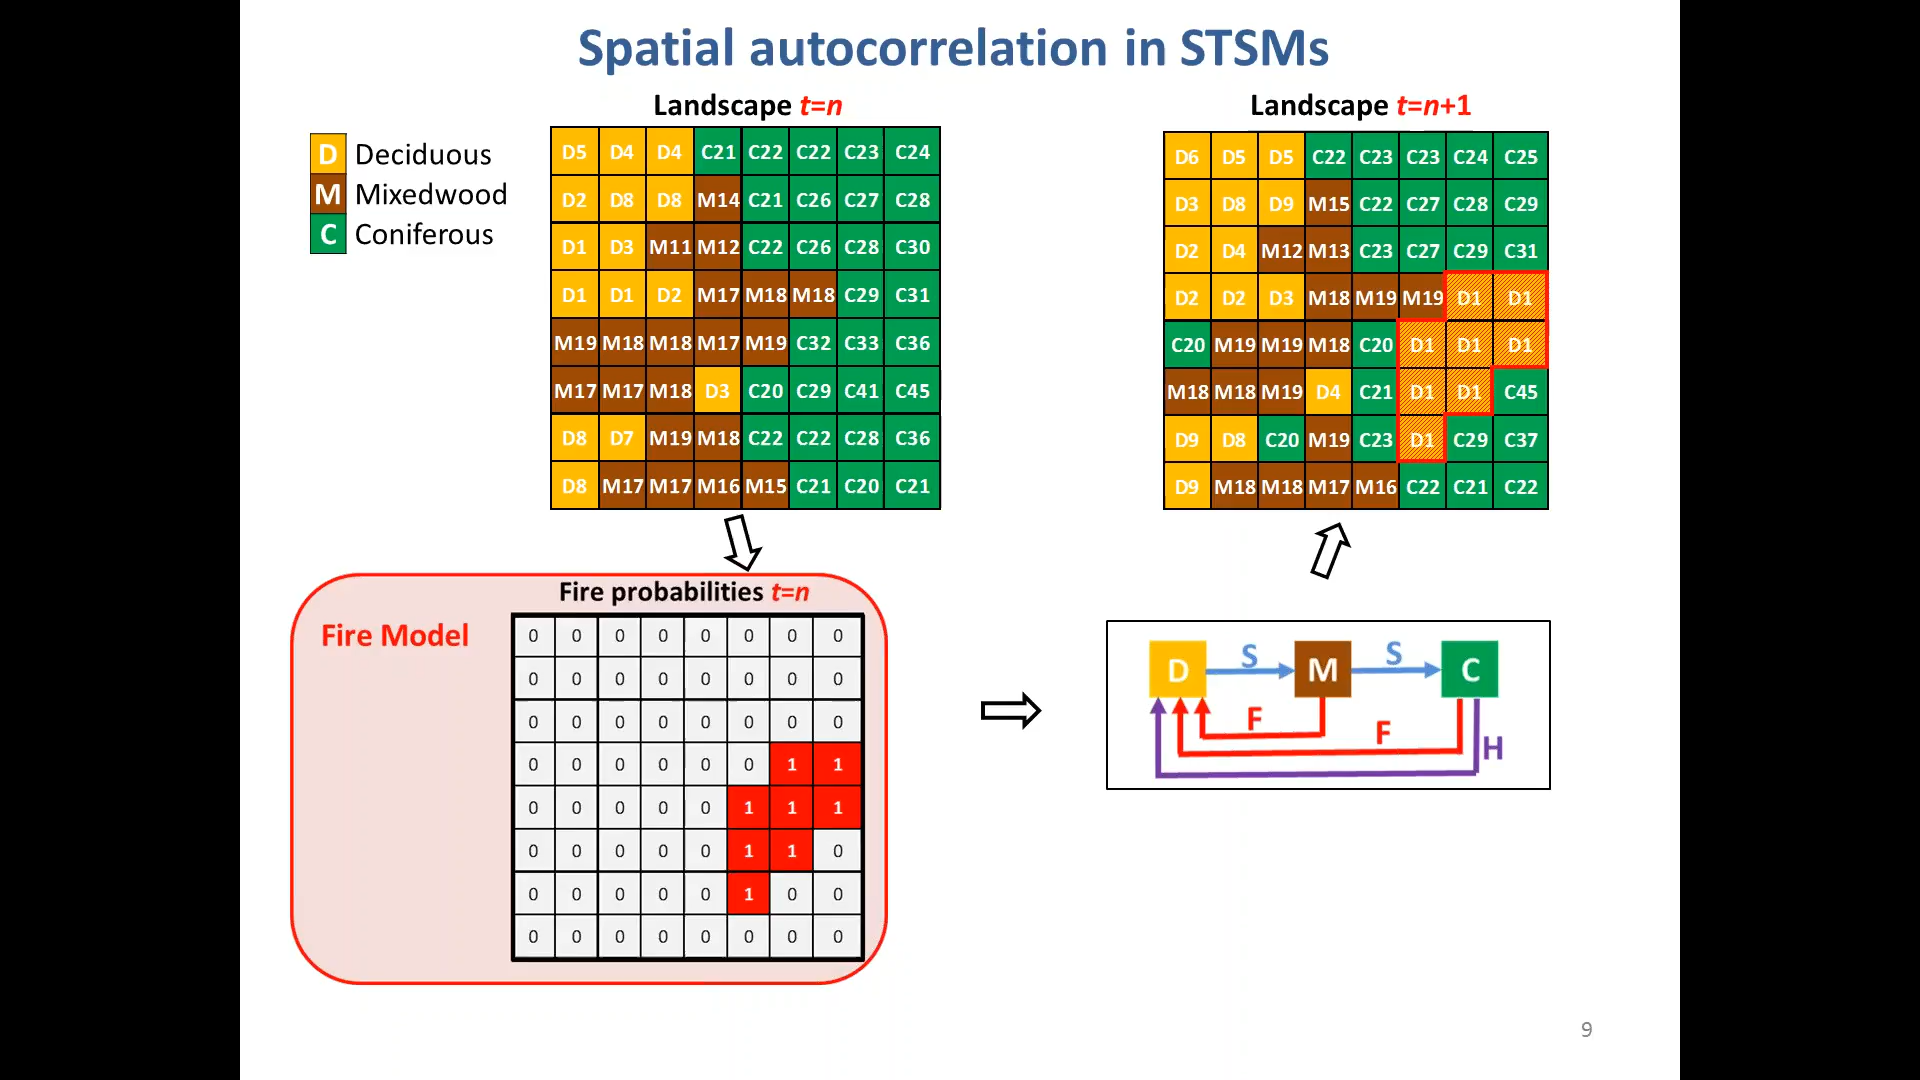 Spatial autocorrelation in STSMs
Landscape t=n
D Deciduous
M Mixedwood
C Coniferous
D5 D4 D4 C21 C22 C22 C23 C24
D2 D8 D8 M14 C21 C26 C27 C28
D1 D3 M11 M12 C22 C26 C28 C30
D1 D1 D2 M17 M18 M18 C29 C31
M19 M18 M18 M17 M19 C32 C33 C36
M17 M17 M18 D3 C20 C29 C41 C45
D8 D7 M19 M18 C22 C22 C28 C36
D8 M17 M17 M16 M15 C21 C20 C21
Landscape t=n+1
D6 D5 D5 C22 C23 C23 C24 C25
D3 D8 D9 M15 C22 C27 C28 C29
D2 D4 M12 M13 C23 C27 C29 C31
D2 D2 D3 M18 M19 M19 D1 D1
C20 M19 M19 M18 C20 D1 D1 D1
M18 M18 M19 D4 C21 D1 D1 C45
D9 D8 C20 M19 C23 D1 C29 C37
D9 M18 M18 M17 M16 C22 C21 C22
Fire Model
Fire probabilities t=n
0 0 0 0 0 0 0 0
0 0 0 0 0 0 0 0
0 0 0 0 0 0 0 0
0 0 0 0 0 0 1 1
0 0 0 0 0 1 1 1
0 0 0 0 0 1 1 0
0 0 0 0 0 1 0 0
0 0 0 0 0 0 0 0
D S M S C
F F H
9